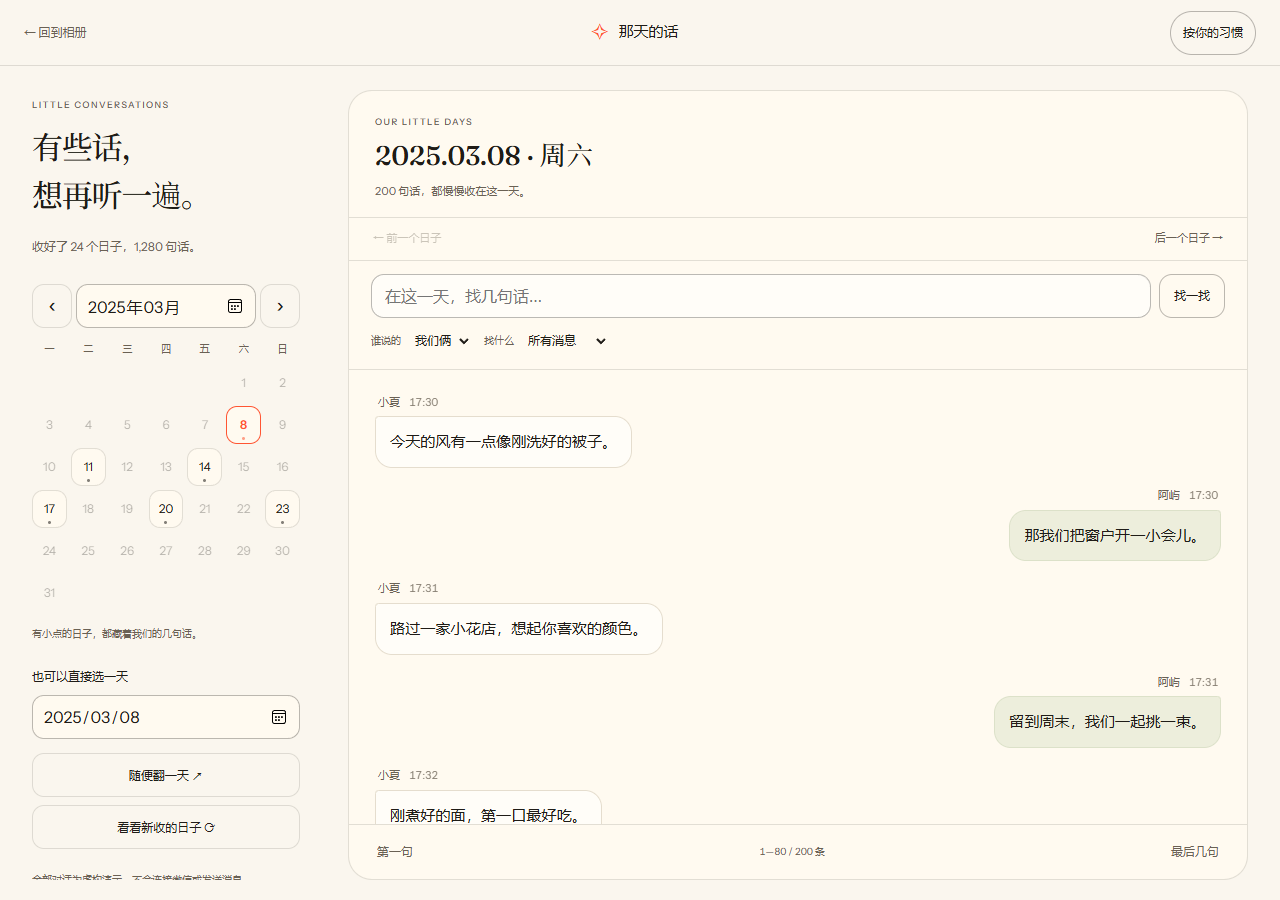 ← 回到相册
那天的话
按你的习惯
LITTLE CONVERSATIONS
有些话，
想再听一遍。
收好了 24 个日子，1,280 句话。
2025年03月
一 二 三 四 五 六 日
1 2
3 4 5 6 7 8 9
10 11 12 13 14 15 16
17 18 19 20 21 22 23
24 25 26 27 28 29 30
31
有小点的日子，都藏着我们的几句话。
也可以直接选一天
2025/03/08
随便翻一天 ↗
看看新收的日子 ⟳
OUR LITTLE DAYS
2025.03.08 · 周六
200 句话，都慢慢收在这一天。
← 前一个日子
后一个日子 →
在这一天，找几句话…
找一找
谁说的 我们俩 找什么 所有消息
小夏 17:30
今天的风有一点像刚洗好的被子。
阿屿 17:30
那我们把窗户开一小会儿。
小夏 17:31
路过一家小花店，想起你喜欢的颜色。
阿屿 17:31
留到周末，我们一起挑一束。
小夏 17:32
刚煮好的面，第一口最好吃。
第一句
1—80 / 200 条
最后几句